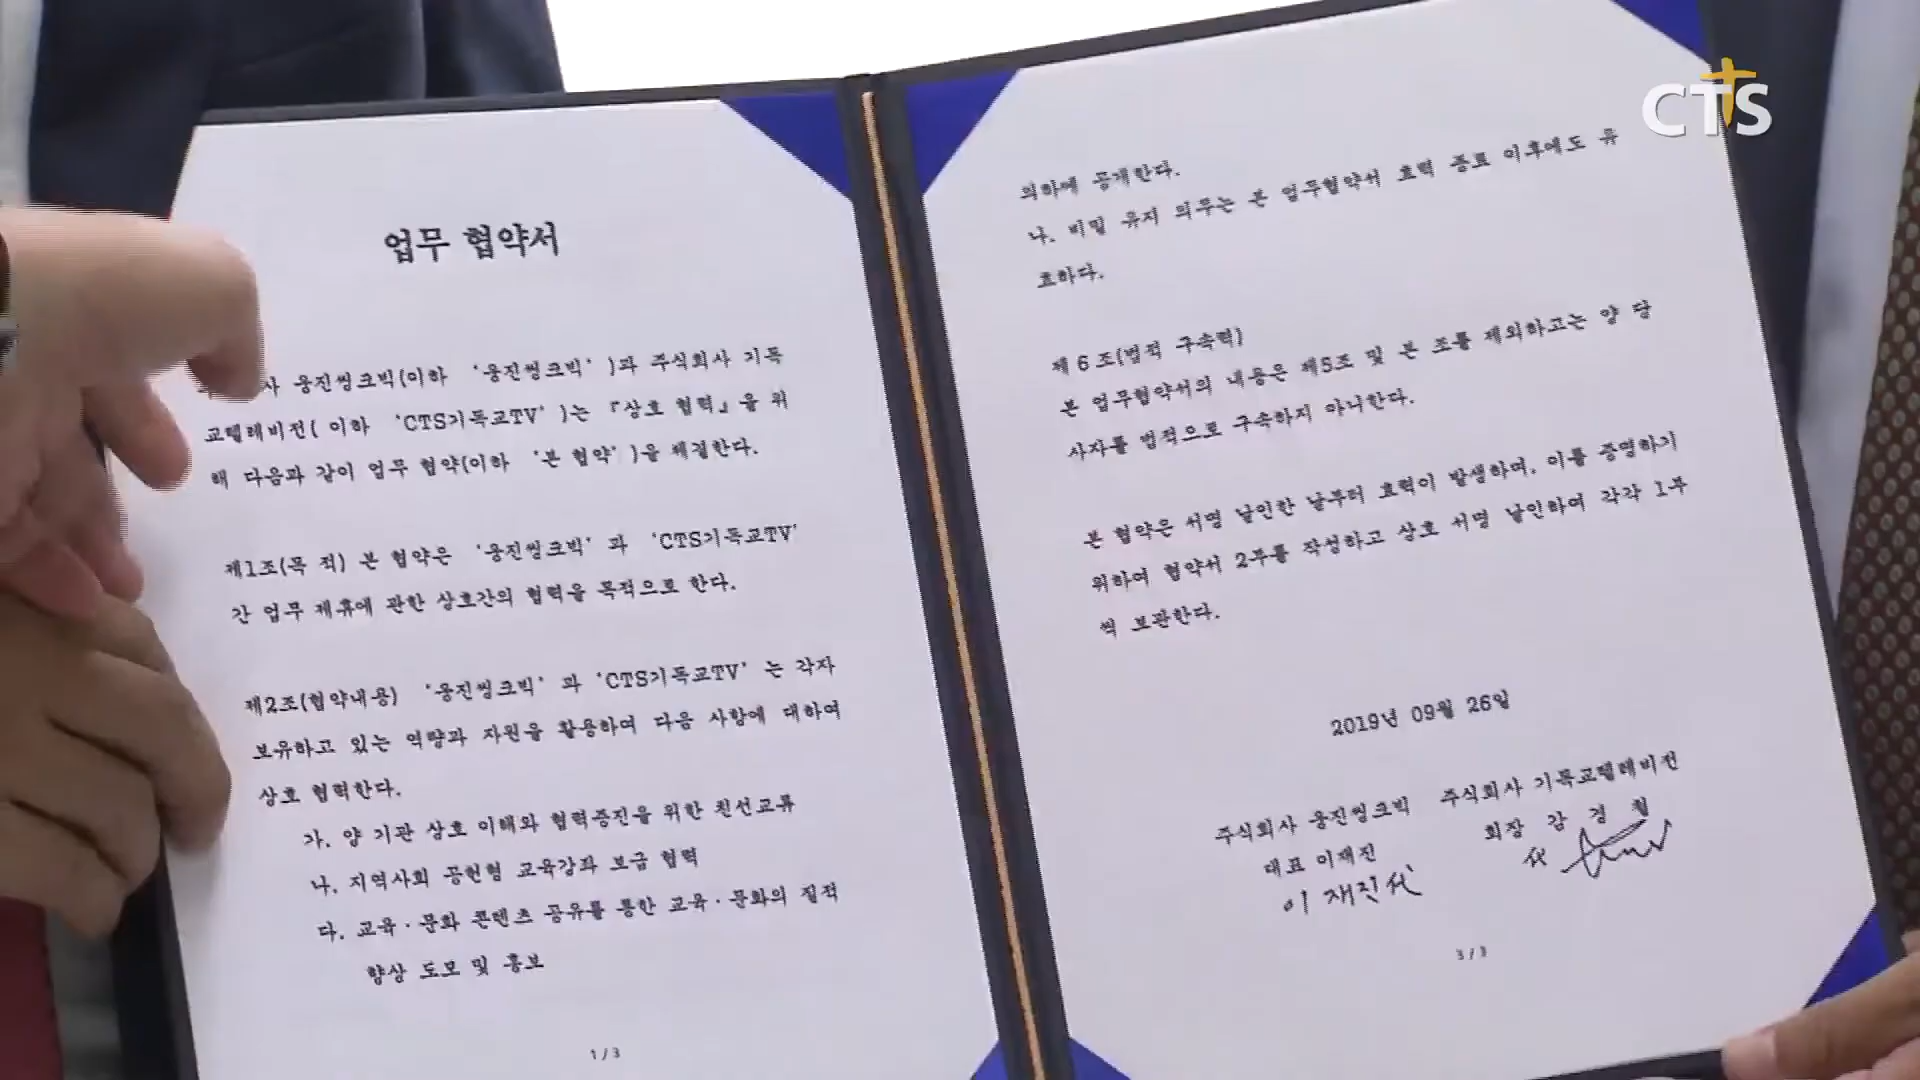 업무 협약서
사 웅진씽크빅(이하 '웅진씽크빅')과 주식회사 기독
교텔레비전(이하 'CTS기독교TV')는 『상호 협력』을 위
해 다음과 같이 업무 협약(이하 '본 협약')을 체결한다.
제1조(목 적) 본 협약은 '웅진씽크빅'과 'CTS기독교TV'
간 업무 제휴에 관한 상호간의 협력을 목적으로 한다.
제2조(협약내용) '웅진씽크빅'과 'CTS기독교TV'는 각자
보유하고 있는 역량과 자원을 활용하여 다음 사항에 대하여
상호 협력한다.
가. 양 기관 상호 이해와 협력증진을 위한 친선교류
나. 지역사회 공헌형 교육강좌 보급 협력
다. 교육·문화 콘텐츠 공유를 통한 교육·문화의 질적
향상 도모 및 홍보
1/3
의하에 공개한다.
나. 비밀 유지 의무는 본 업무협약서 효력 종료 이후에도 유
효하다.
제6조(법적 구속력)
본 업무협약서의 내용은 제5조 및 본 조를 제외하고는 양 당
사자를 법적으로 구속하지 아니한다.
본 협약은 서명 날인한 날부터 효력이 발생하며, 이를 증명하기
위하여 협약서 2부를 작성하고 상호 서명 날인하여 각각 1부
씩 보관한다.
2019년 09월 26일
주식회사 웅진씽크빅 주식회사 기독교텔레비전
대표 이재진 회장 감 경 철
이재진 代 代
3/3
CTS